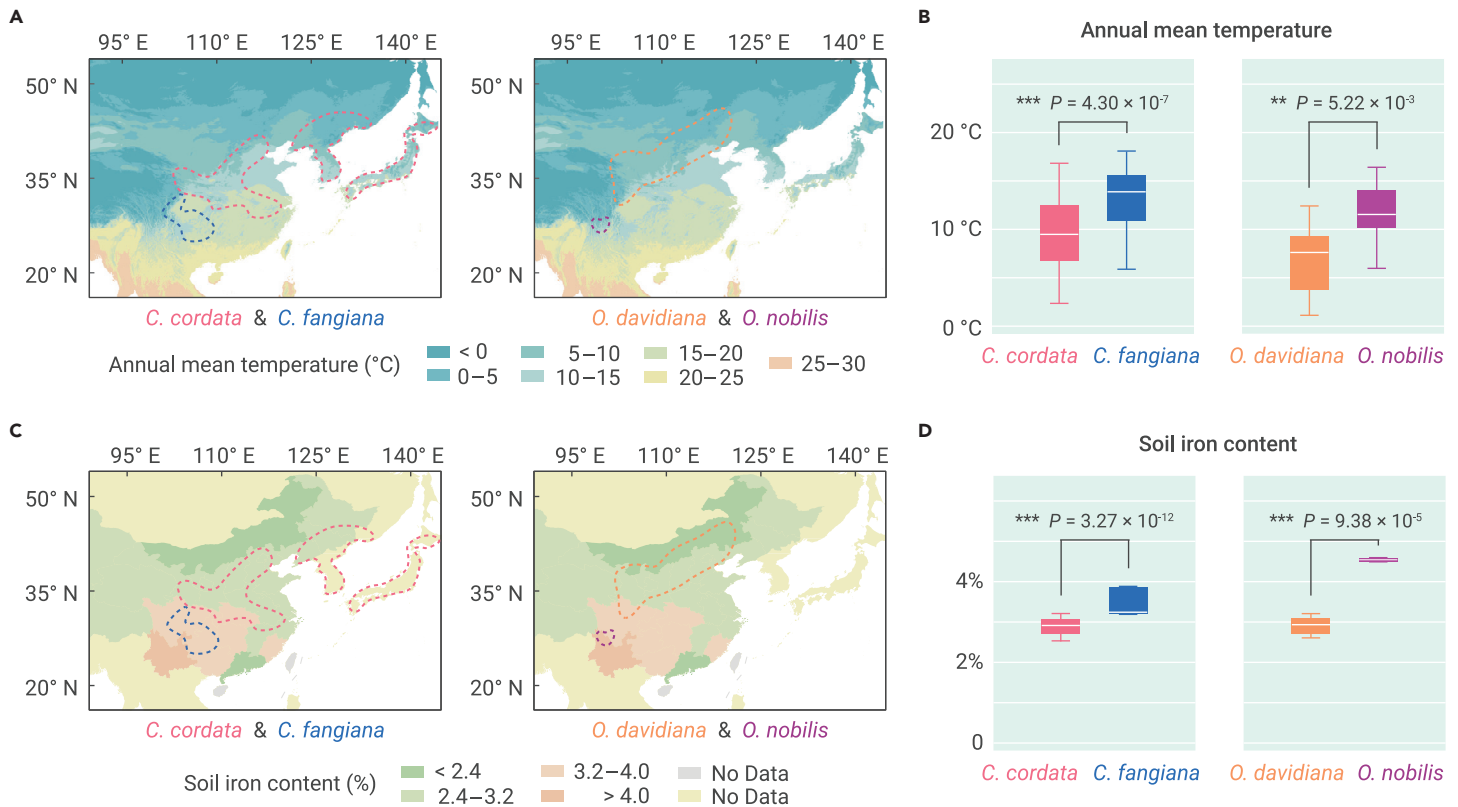 A
95° E 110° E 125° E 140° E
50° N
35° N
20° N
C. cordata & C. fangiana
95° E 110° E 125° E 140° E
O. davidiana & O. nobilis
Annual mean temperature (°C)
< 0 5–10 15–20 25–30
0–5 10–15 20–25
B
Annual mean temperature
20 °C
10 °C
0 °C
*** P = 4.30 × 10-7
** P = 5.22 × 10-3
C. cordata C. fangiana O. davidiana O. nobilis
C
95° E 110° E 125° E 140° E
50° N
35° N
20° N
C. cordata & C. fangiana
95° E 110° E 125° E 140° E
50° N
35° N
20° N
O. davidiana & O. nobilis
Soil iron content (%)
< 2.4 3.2–4.0 No Data
2.4–3.2 > 4.0 No Data
D
Soil iron content
4%
2%
0
*** P = 3.27 × 10-12
*** P = 9.38 × 10-5
C. cordata C. fangiana O. davidiana O. nobilis